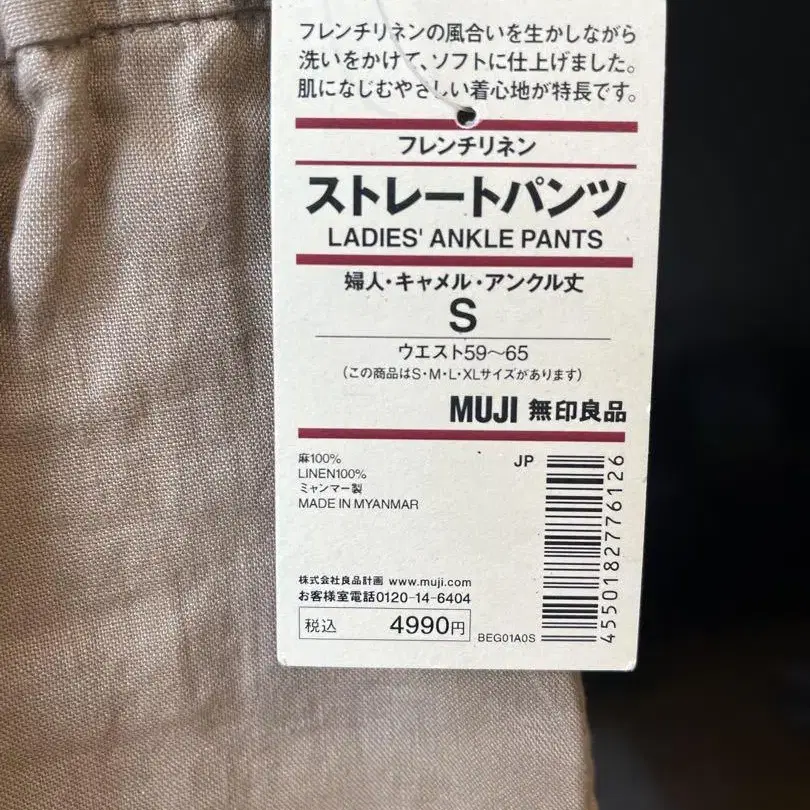 フレンチリネンの風合いを生かしながら
洗いをかけて、ソフトに仕上げました。
肌になじむやさしい着心地が特長です。
フレンチリネン
ストレートパンツ
LADIES' ANKLE PANTS
婦人・キャメル・アンクル丈
S
ウエスト59〜65
(この商品はS・M・L・XLサイズがあります)
MUJI 無印良品
麻100%
LINEN100%
ミャンマー製
MADE IN MYANMAR
JP
4550182776126
株式会社良品計画 www.muji.com
お客様室電話0120-14-6404
税込 4990円
BEG01A0S